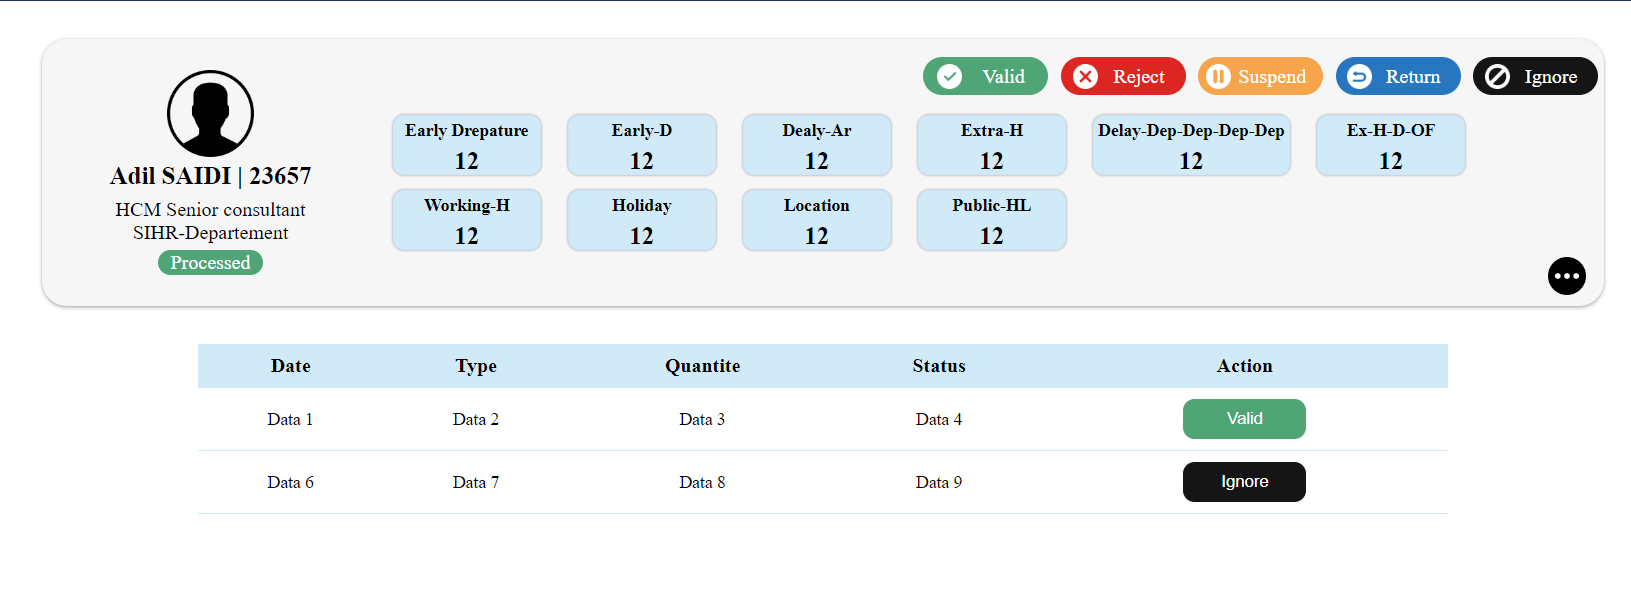 Valid Reject Suspend Return Ignore
Adil SAIDI | 23657
HCM Senior consultant
SIHR-Departement
Processed
Early Drepature Early-D Dealy-Ar Extra-H Delay-Dep-Dep-Dep-Dep Ex-H-D-OF
12 12 12 12 12 12
Working-H Holiday Location Public-HL
12 12 12 12
Date Type Quantite Status Action
Data 1 Data 2 Data 3 Data 4 Valid
Data 6 Data 7 Data 8 Data 9 Ignore